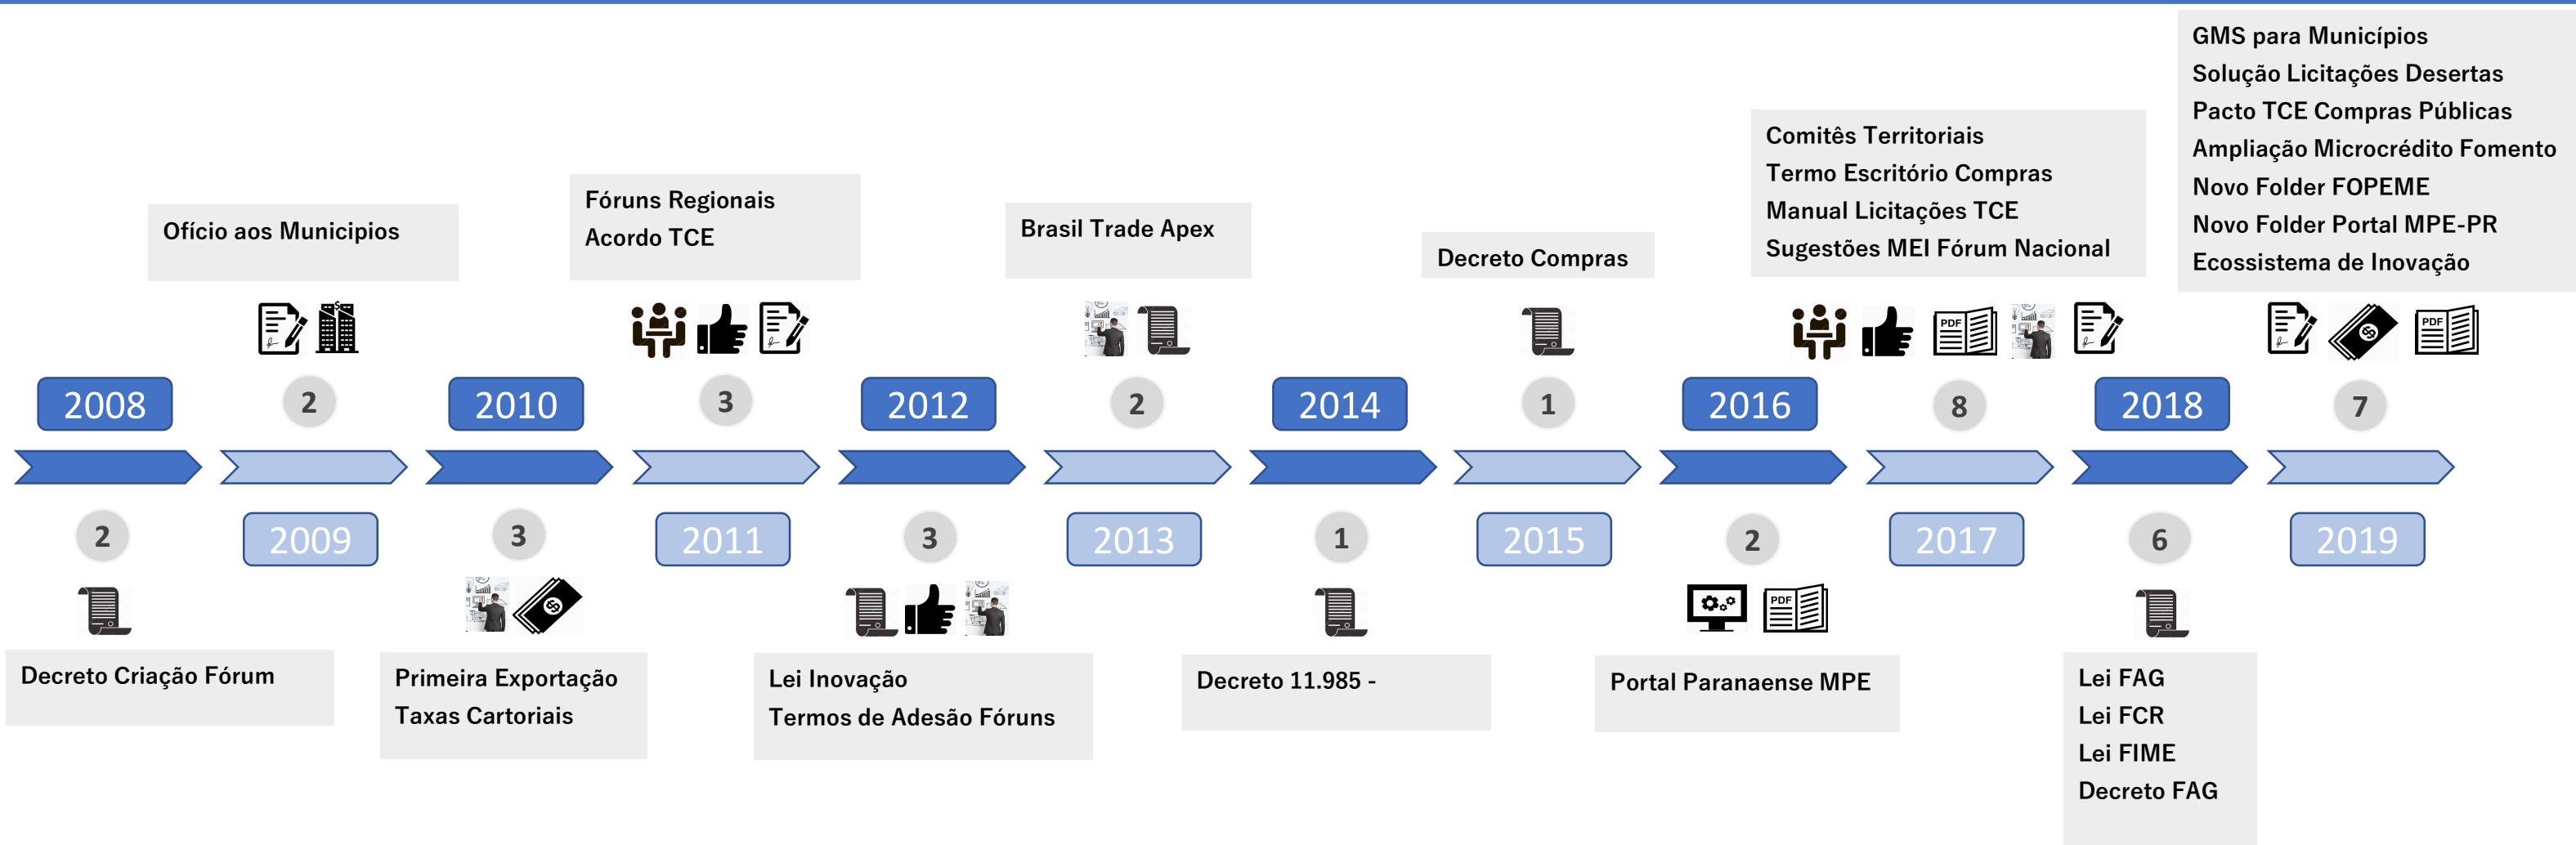 GMS para Municípios
Solução Licitações Desertas
Pacto TCE Compras Públicas
Ampliação Microcrédito Fomento
Novo Folder FOPEME
Novo Folder Portal MPE-PR
Ecossistema de Inovação
Comitês Territoriais
Termo Escritório Compras
Manual Licitações TCE
Sugestões MEI Fórum Nacional
Fóruns Regionais
Acordo TCE
Ofício aos Municipios
Brasil Trade Apex
Decreto Compras
PDF
PDF
2008
2
2010
3
2012
2
2014
1
2016
8
2018
7
2
2009
3
2011
3
2013
1
2015
2
2017
6
2019
PDF
Decreto Criação Fórum
Primeira Exportação
Taxas Cartoriais
Lei Inovação
Termos de Adesão Fóruns
Decreto 11.985 -
Portal Paranaense MPE
Lei FAG
Lei FCR
Lei FIME
Decreto FAG